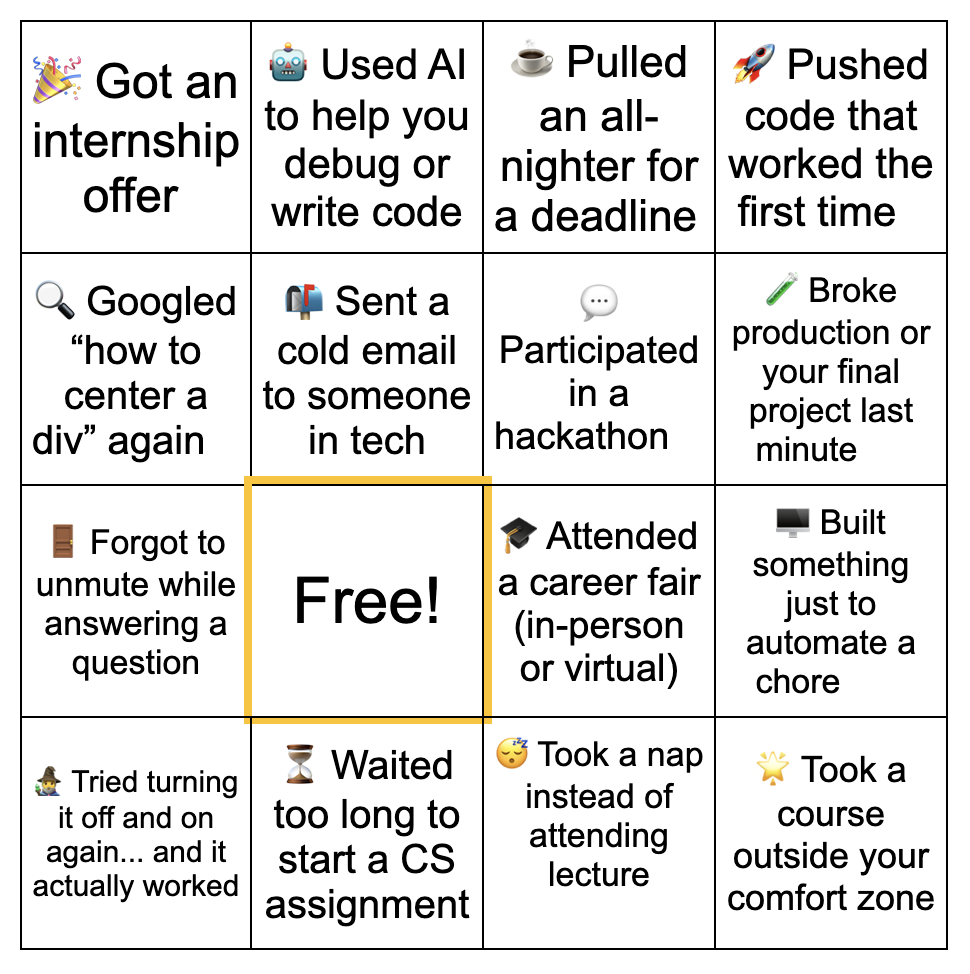 🎉 Got an
internship
offer
🤖 Used AI
to help you
debug or
write code
☕ Pulled
an all-
nighter for
a deadline
🚀 Pushed
code that
worked the
first time
🔍 Googled
“how to
center a
div” again
📬 Sent a
cold email
to someone
in tech
💬
Participated
in a
hackathon
🧪 Broke
production or
your final
project last
minute
🚪 Forgot to
unmute while
answering a
question
Free!
🎓 Attended
a career fair
(in-person
or virtual)
🖥️ Built
something
just to
automate a
chore
🧙 Tried turning
it off and on
again... and it
actually worked
⏳ Waited
too long to
start a CS
assignment
😴 Took a nap
instead of
attending
lecture
🌟 Took a
course
outside your
comfort zone